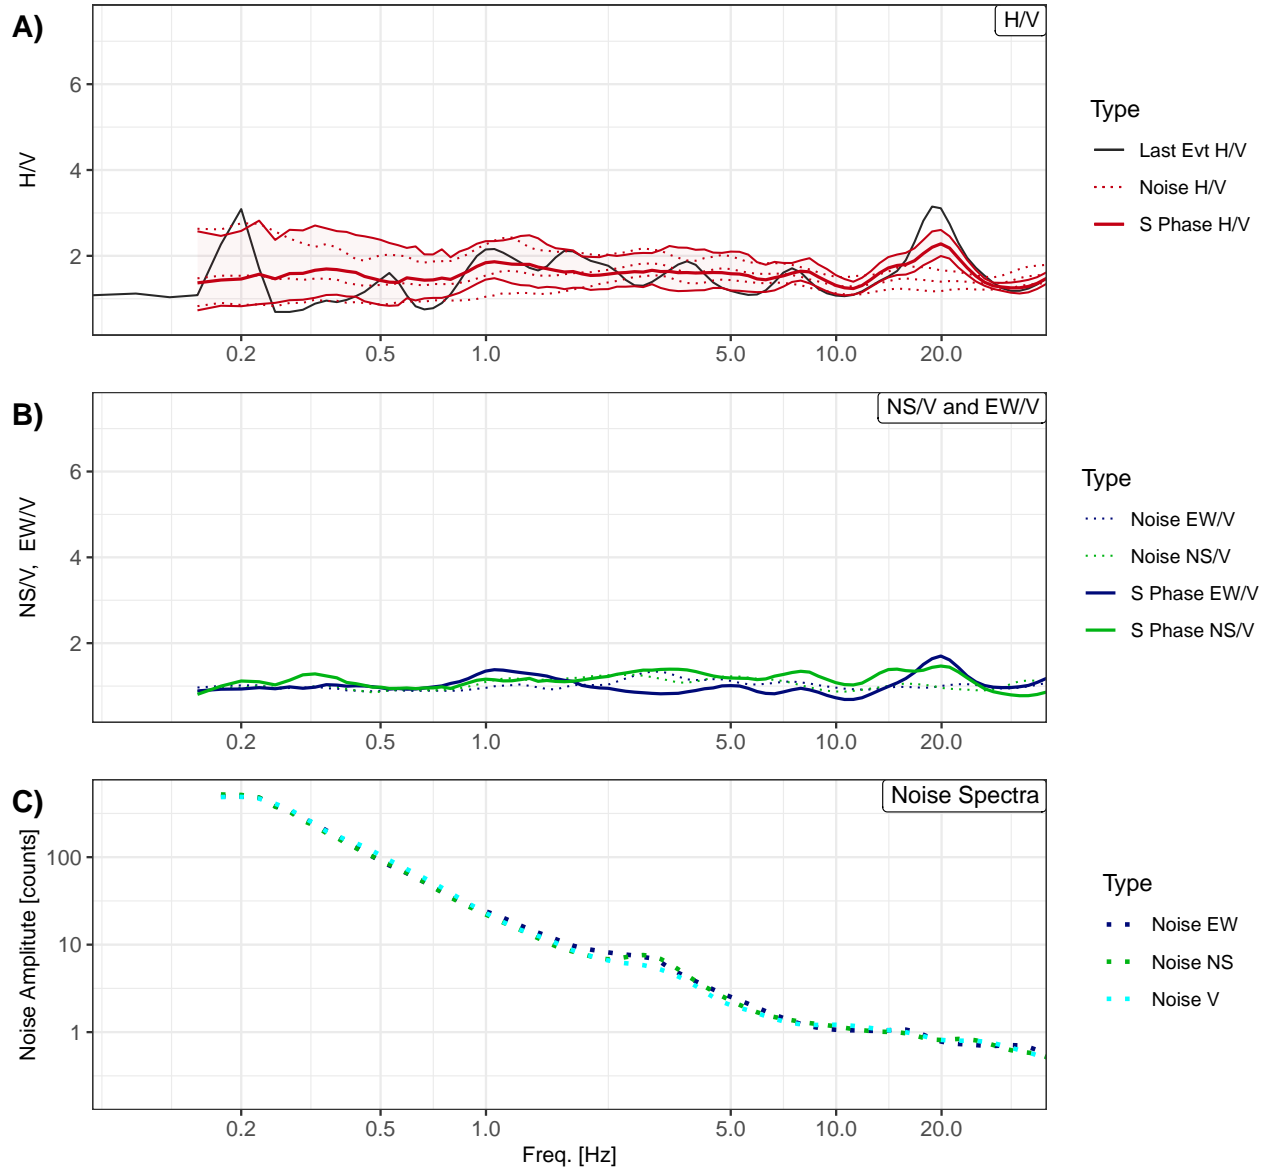 A)
H/V
6
4
2
H/V
0.2 0.5 1.0 5.0 10.0 20.0
Type
Last Evt H/V
Noise H/V
S Phase H/V
B)
NS/V and EW/V
6
4
2
NS/V,  EW/V
0.2 0.5 1.0 5.0 10.0 20.0
Type
Noise EW/V
Noise NS/V
S Phase EW/V
S Phase NS/V
C)
Noise Spectra
100
10
1
Noise Amplitute [counts]
0.2 0.5 1.0 5.0 10.0 20.0
Freq. [Hz]
Type
Noise EW
Noise NS
Noise V